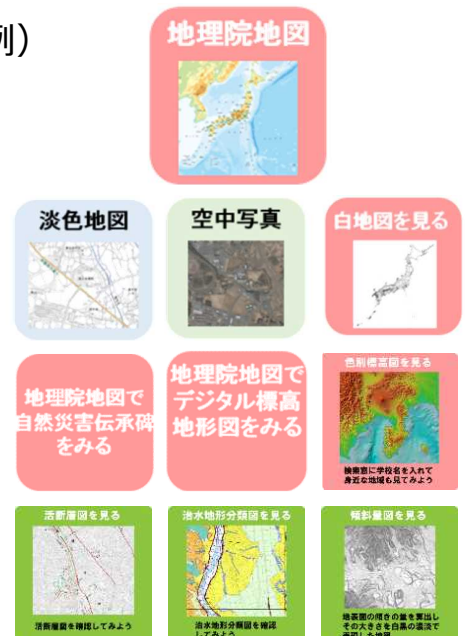 例)
地理院地図
淡色地図
空中写真
白地図を見る
地理院地図で
自然災害伝承碑
をみる
地理院地図で
デジタル標高
地形図をみる
色別標高図を見る
検索窓に学校名を入れて
身近な地域も見てみよう
活断層図を見る
活断層図を確認してみよう
治水地形分類図を見る
治水地形分類図を確認
してみよう
傾斜量図を見る
地表面の傾きの量を算出し
その大きさを白黒の濃淡で
表現した地図